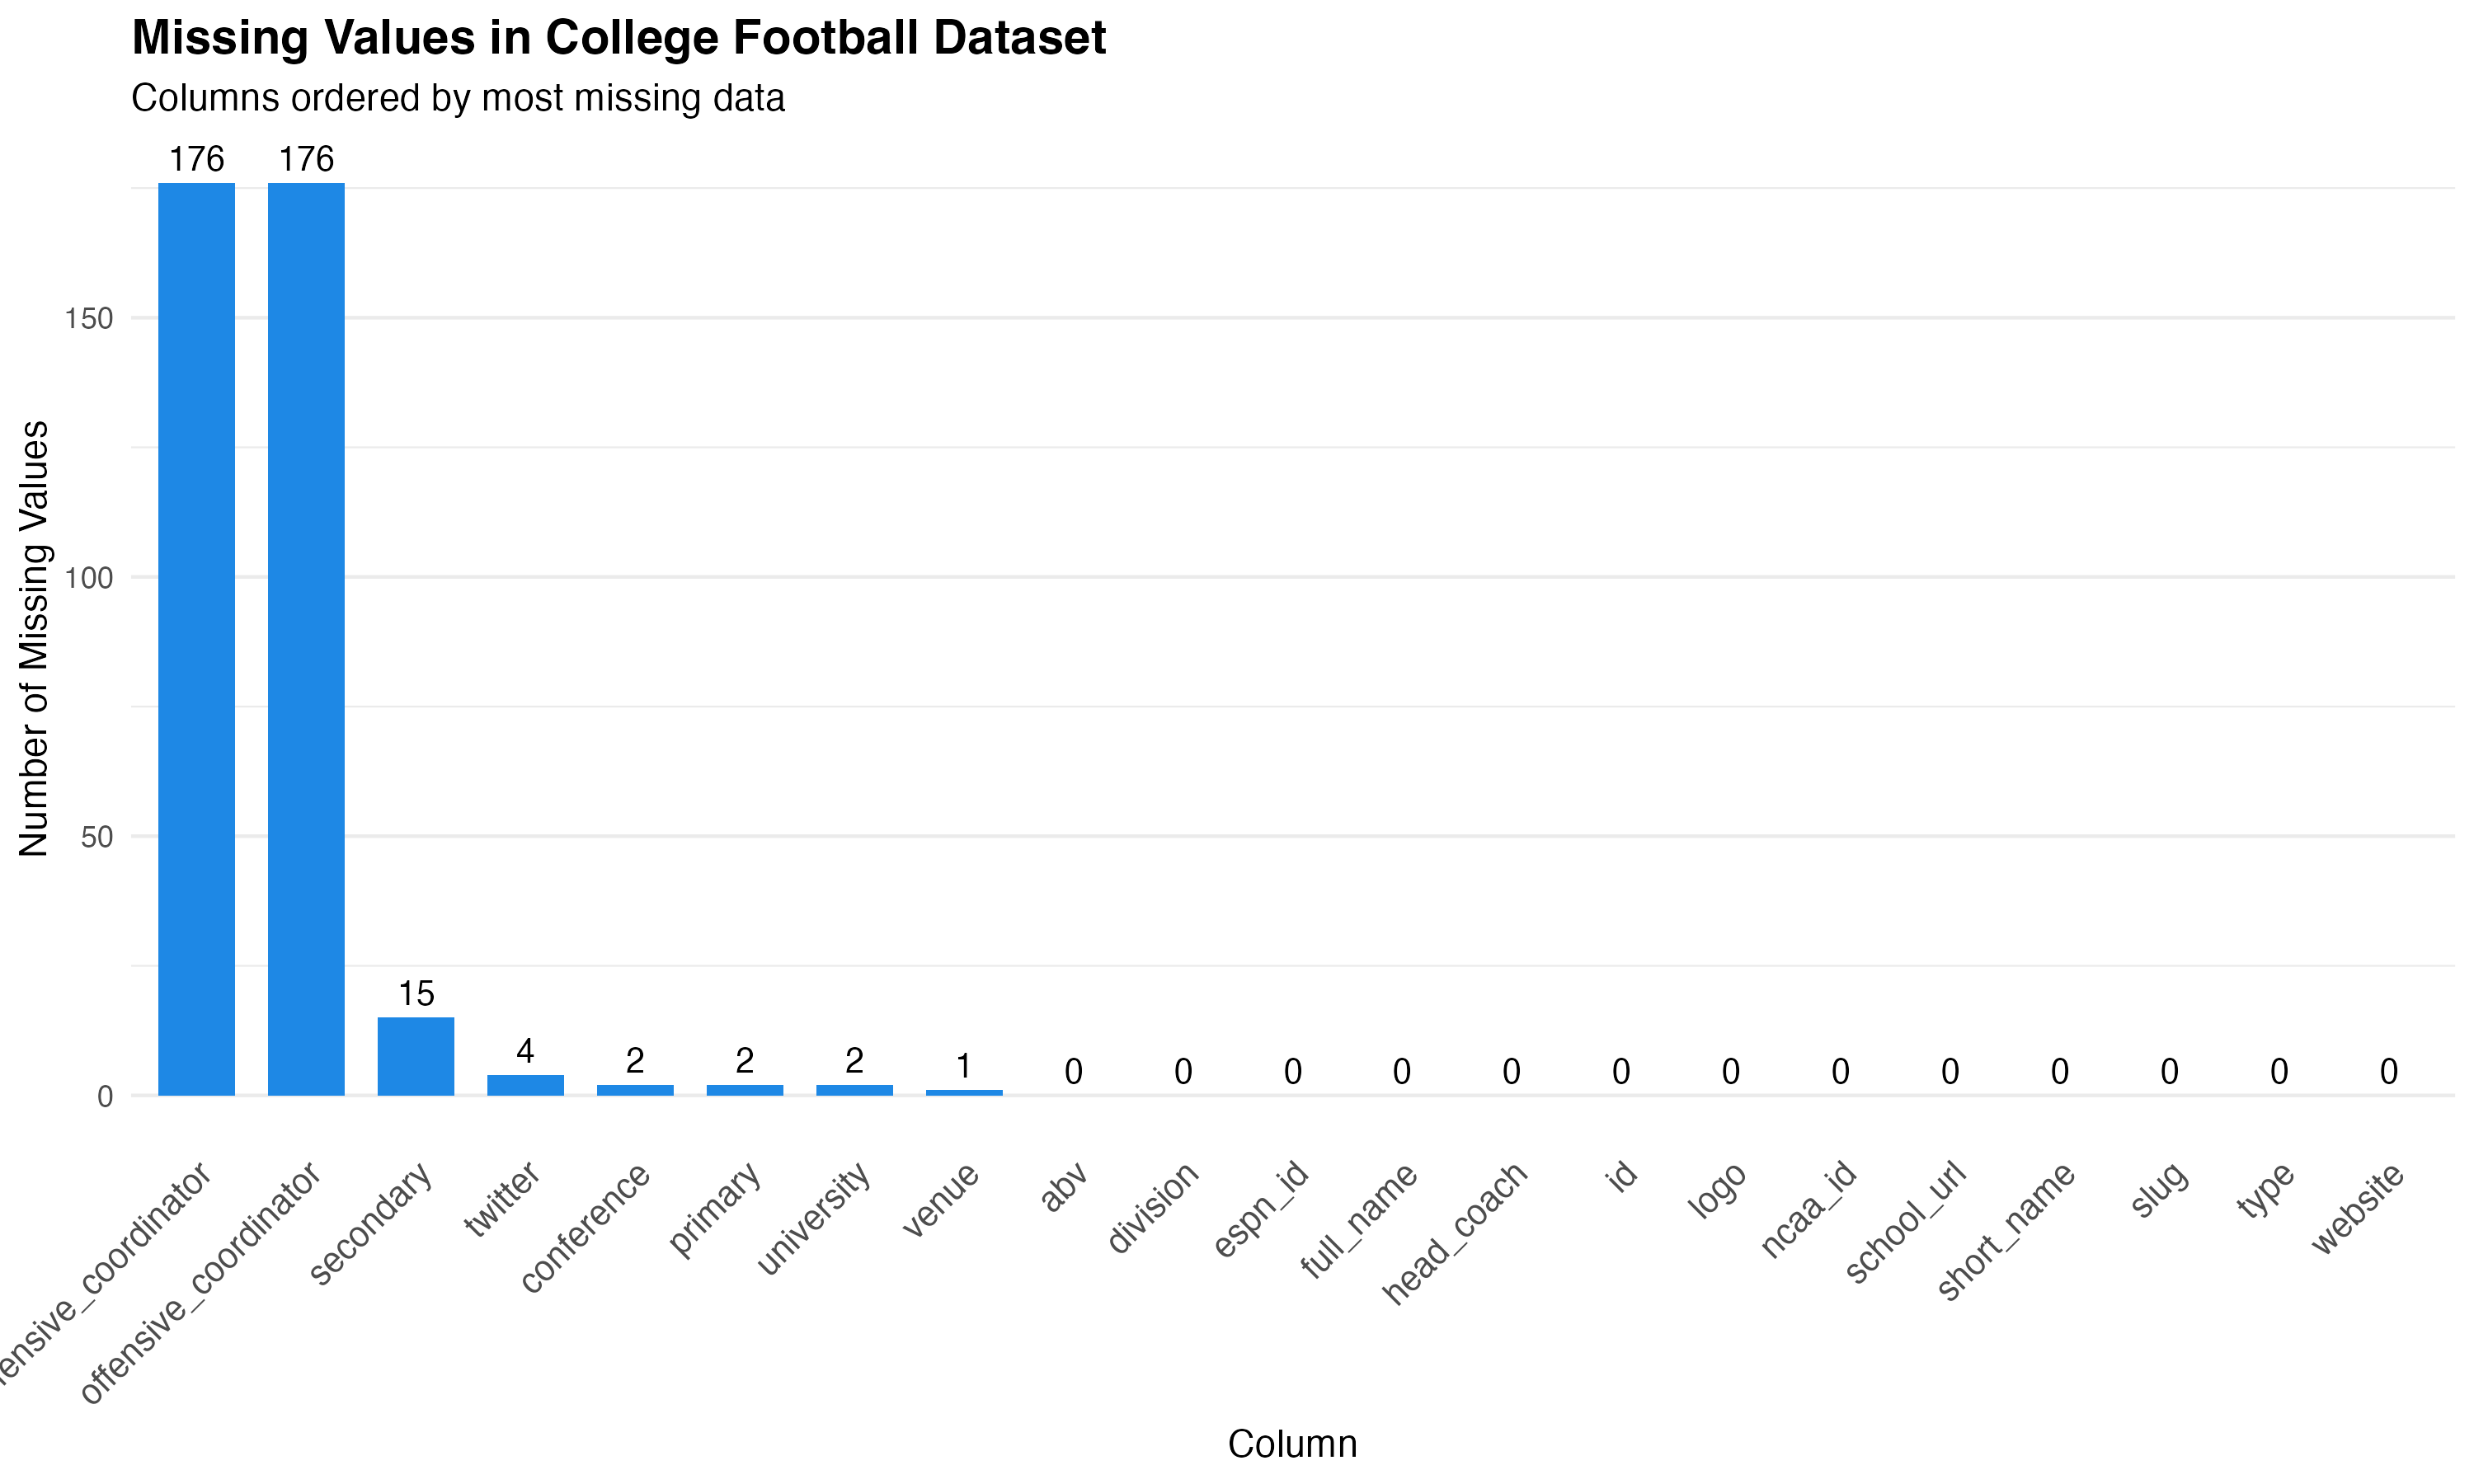 Missing Values in College Football Dataset
Columns ordered by most missing data
176
176
15
4
2
2
2
1
0
0
0
0
0
0
0
0
0
0
0
0
0
Number of Missing Values
150
100
50
0
ensive_coordinator
offensive_coordinator
secondary
twitter
conference
primary
university
venue
abv
division
espn_id
full_name
head_coach
id
logo
ncaa_id
school_url
short_name
slug
type
website
Column